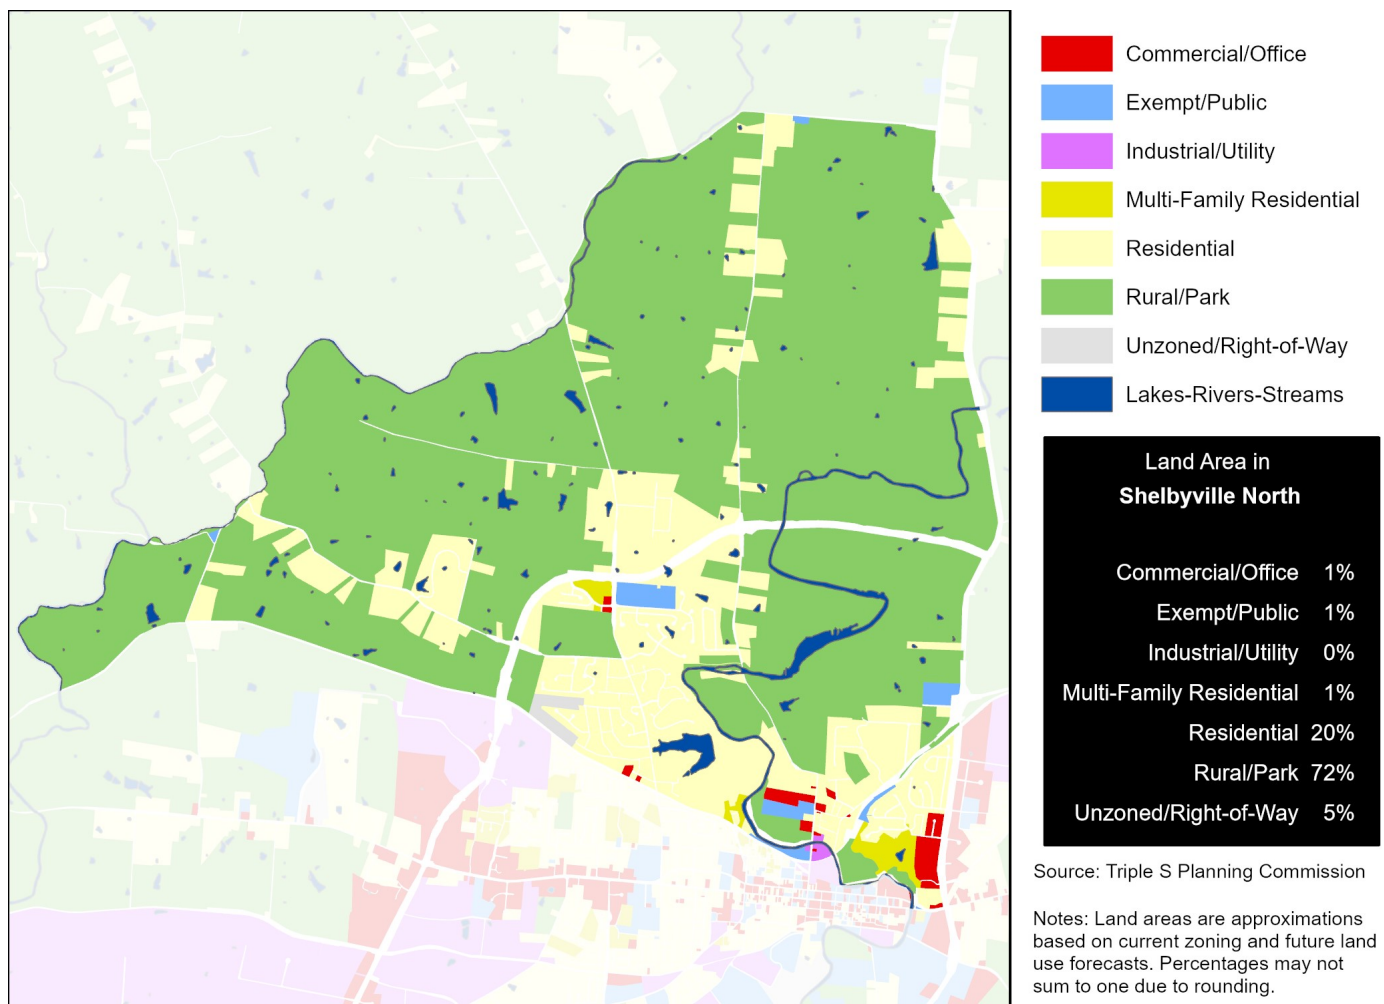 Commercial/Office
Exempt/Public
Industrial/Utility
Multi-Family Residential
Residential
Rural/Park
Unzoned/Right-of-Way
Lakes-Rivers-Streams
Land Area in
Shelbyville North
Commercial/Office 1%
Exempt/Public 1%
Industrial/Utility 0%
Multi-Family Residential 1%
Residential 20%
Rural/Park 72%
Unzoned/Right-of-Way 5%
Source: Triple S Planning Commission
Notes: Land areas are approximations
based on current zoning and future land
use forecasts. Percentages may not
sum to one due to rounding.